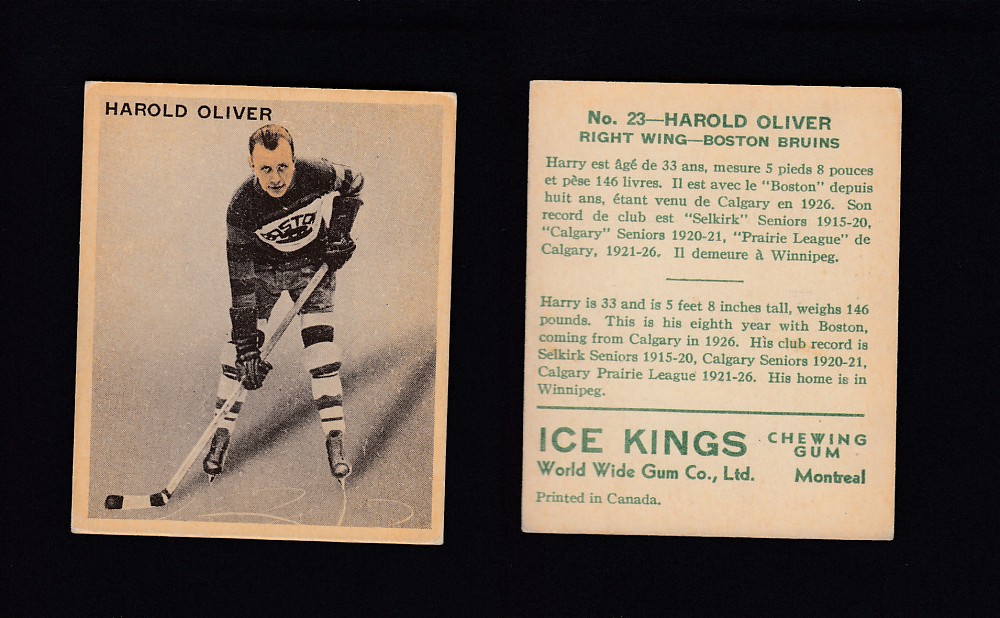 HAROLD OLIVER
BOSTON
No. 23—HAROLD OLIVER
RIGHT WING—BOSTON BRUINS
Harry est âgé de 33 ans, mesure 5 pieds 8 pouces
et pèse 146 livres. Il est avec le "Boston" depuis
huit ans, étant venu de Calgary en 1926. Son
record de club est "Selkirk" Seniors 1915-20,
"Calgary" Seniors 1920-21, "Prairie League" de
Calgary, 1921-26. Il demeure à Winnipeg.
Harry is 33 and is 5 feet 8 inches tall, weighs 146
pounds. This is his eighth year with Boston,
coming from Calgary in 1926. His club record is
Selkirk Seniors 1915-20, Calgary Seniors 1920-21,
Calgary Prairie League 1921-26. His home is in
Winnipeg.
ICE KINGS CHEWING GUM
World Wide Gum Co., Ltd. Montreal
Printed in Canada.